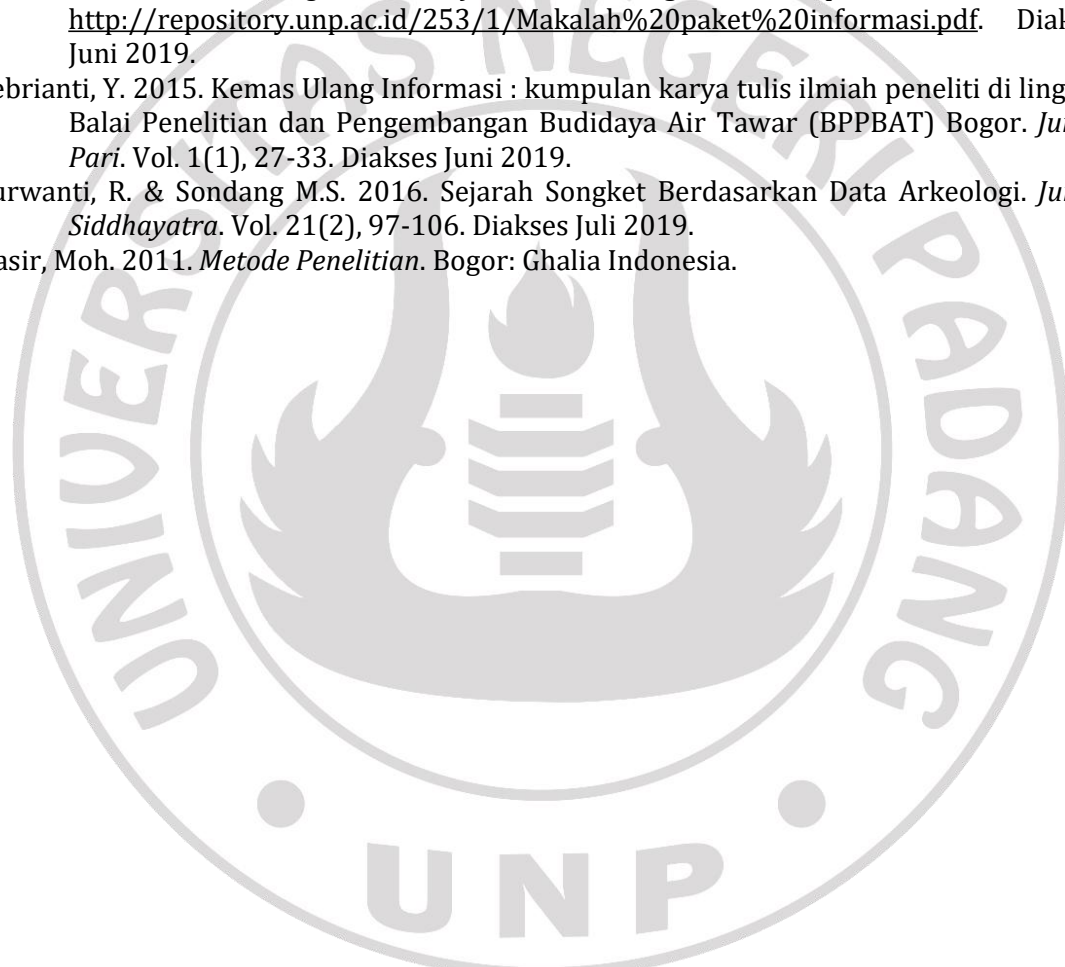 http://repository.unp.ac.id/253/1/Makalah%20paket%20informasi.pdf. Diak
Juni 2019.
ebrianti, Y. 2015. Kemas Ulang Informasi : kumpulan karya tulis ilmiah peneliti di ling
Balai Penelitian dan Pengembangan Budidaya Air Tawar (BPPBAT) Bogor. Ju
Pari. Vol. 1(1), 27-33. Diakses Juni 2019.
urwanti, R. & Sondang M.S. 2016. Sejarah Songket Berdasarkan Data Arkeologi. Ju
Siddhayatra. Vol. 21(2), 97-106. Diakses Juli 2019.
asir, Moh. 2011. Metode Penelitian. Bogor: Ghalia Indonesia.
UNIVERSITAS NEGERI PADANG
UNP